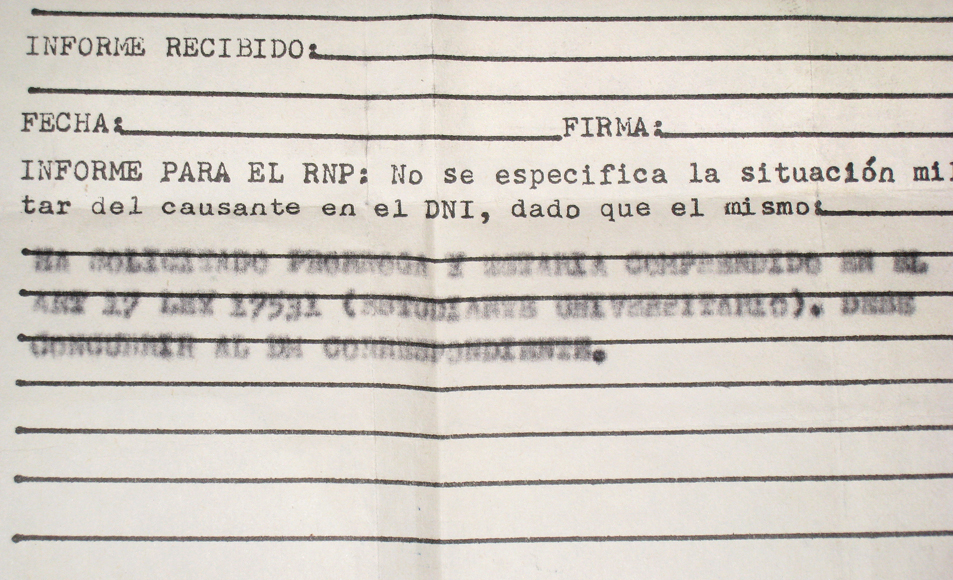 INFORME RECIBIDO:
FECHA: FIRMA:
INFORME PARA EL RNP: No se especifica la situación mil
tar del causante en el DNI, dado que el mismo:
HA SOLICITADO PRORROGA Y ESTARIA COMPRENDIDO EN EL
ART 17 LEY 17531 (ESTUDIANTE UNIVERSITARIO). DEBE
CONCURRIR AL DM CORRESPONDIENTE.